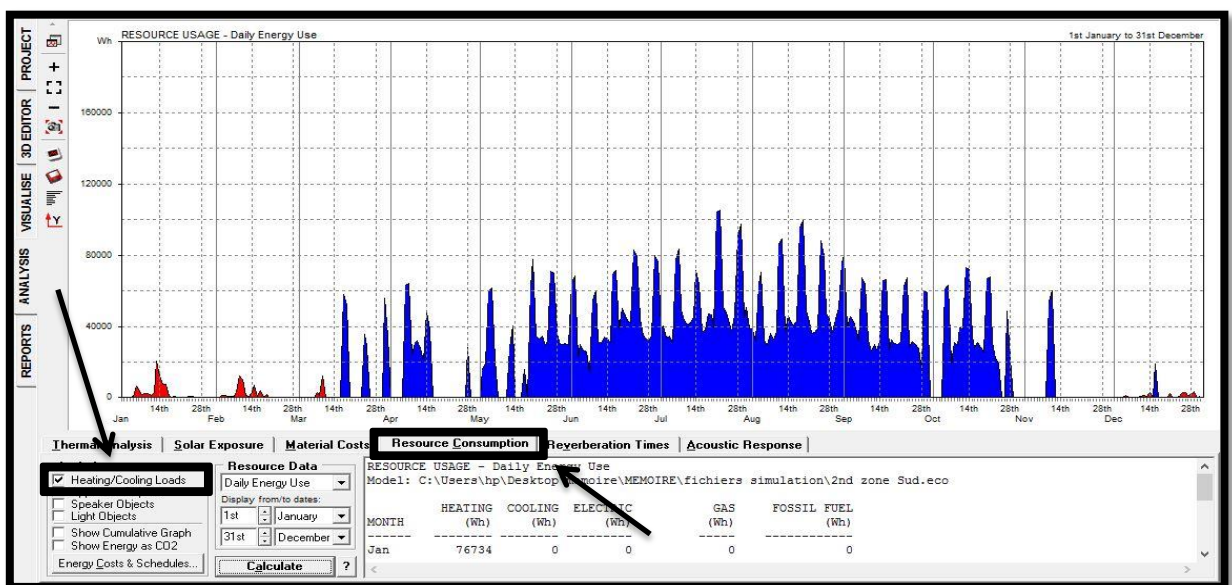 PROJECT
3D EDITOR
VISUALISE
ANALYSIS
REPORTS
Wh RESOURCE USAGE - Daily Energy Use 1st January to 31st December
160000
120000
80000
40000
0
14th 28th 14th 28th 14th 28th 14th 28th 14th 28th 14th 28th 14th 28th 14th 28th 14th 28th 14th 28th 14th 28th 14th 28th
Jan Feb Mar Apr May Jun Jul Aug Sep Oct Nov Dec
Thermal Analysis Solar Exposure Material Costs Resource Consumption Reverberation Times Acoustic Response
Heating/Cooling Loads
Speaker Objects
Light Objects
Show Cumulative Graph
Show Energy as CO2
Energy Costs & Schedules...
Resource Data
Daily Energy Use
Display from/to dates:
1st January
31st December
Calculate ?
RESOURCE USAGE - Daily Energy Use
Model: C:\Users\hp\Desktop\memoire\MEMOIRE\fichiers simulation\2nd zone Sud.eco
HEATING COOLING ELECTRIC GAS FOSSIL FUEL
MONTH (Wh) (Wh) (Wh) (Wh) (Wh)
------ --------- -------- ---------- ----- -------------
Jan 76734 0 0 0 0